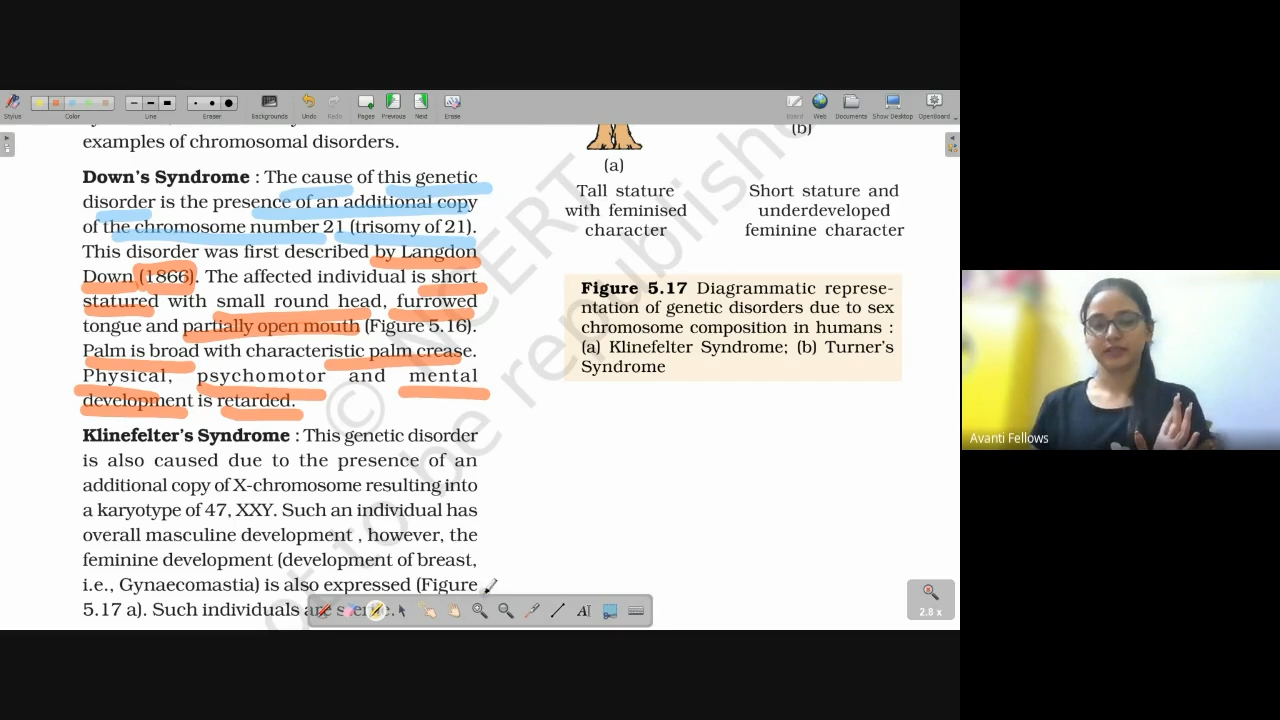 Stylus
Color
Line
Eraser
Backgrounds
Undo
Redo
Pages
Previous
Next
Erase
Board
Web
Documents
Show Desktop
OpenBoard
examples of chromosomal disorders.
Down's Syndrome : The cause of this genetic
disorder is the presence of an additional copy
of the chromosome number 21 (trisomy of 21).
This disorder was first described by Langdon
Down (1866). The affected individual is short
statured with small round head, furrowed
tongue and partially open mouth (Figure 5.16).
Palm is broad with characteristic palm crease.
Physical, psychomotor and mental
development is retarded.
Klinefelter's Syndrome : This genetic disorder
is also caused due to the presence of an
additional copy of X-chromosome resulting into
a karyotype of 47, XXY. Such an individual has
overall masculine development , however, the
feminine development (development of breast,
i.e., Gynaecomastia) is also expressed (Figure
5.17 a). Such individuals are sterile.
(a)
Tall stature
with feminised
character
(b)
Short stature and
underdeveloped
feminine character
Figure 5.17 Diagrammatic represe-
ntation of genetic disorders due to sex
chromosome composition in humans :
(a) Klinefelter Syndrome; (b) Turner's
Syndrome
© NCERT
not to be republished
2.8 x
Avanti Fellows